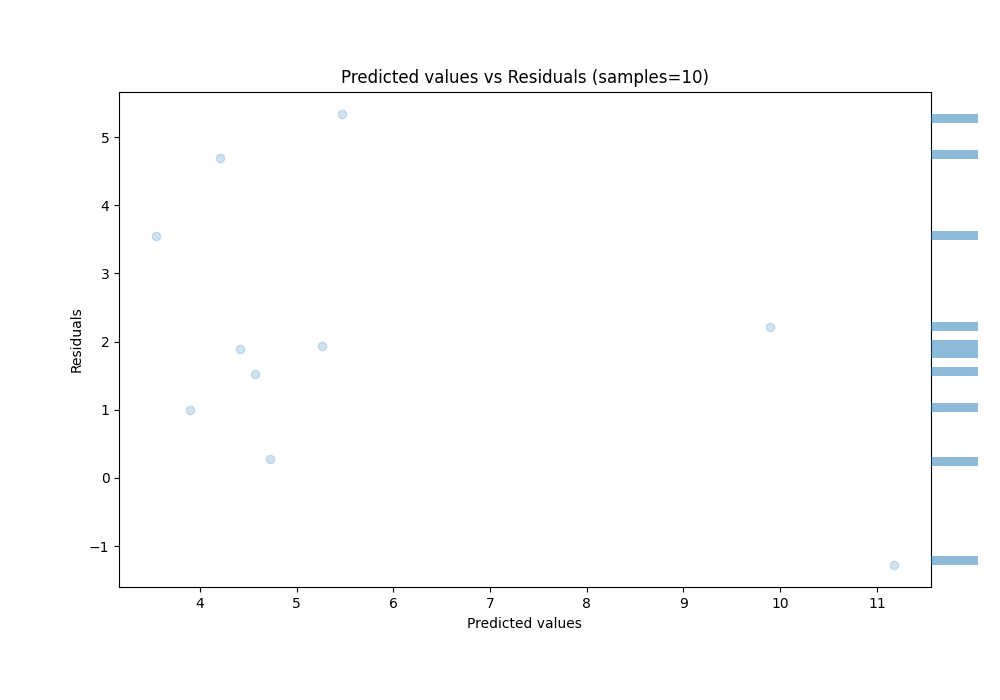 Predicted values vs Residuals (samples=10)
5
4
3
2
1
0
−1
Residuals
4 5 6 7 8 9 10 11
Predicted values